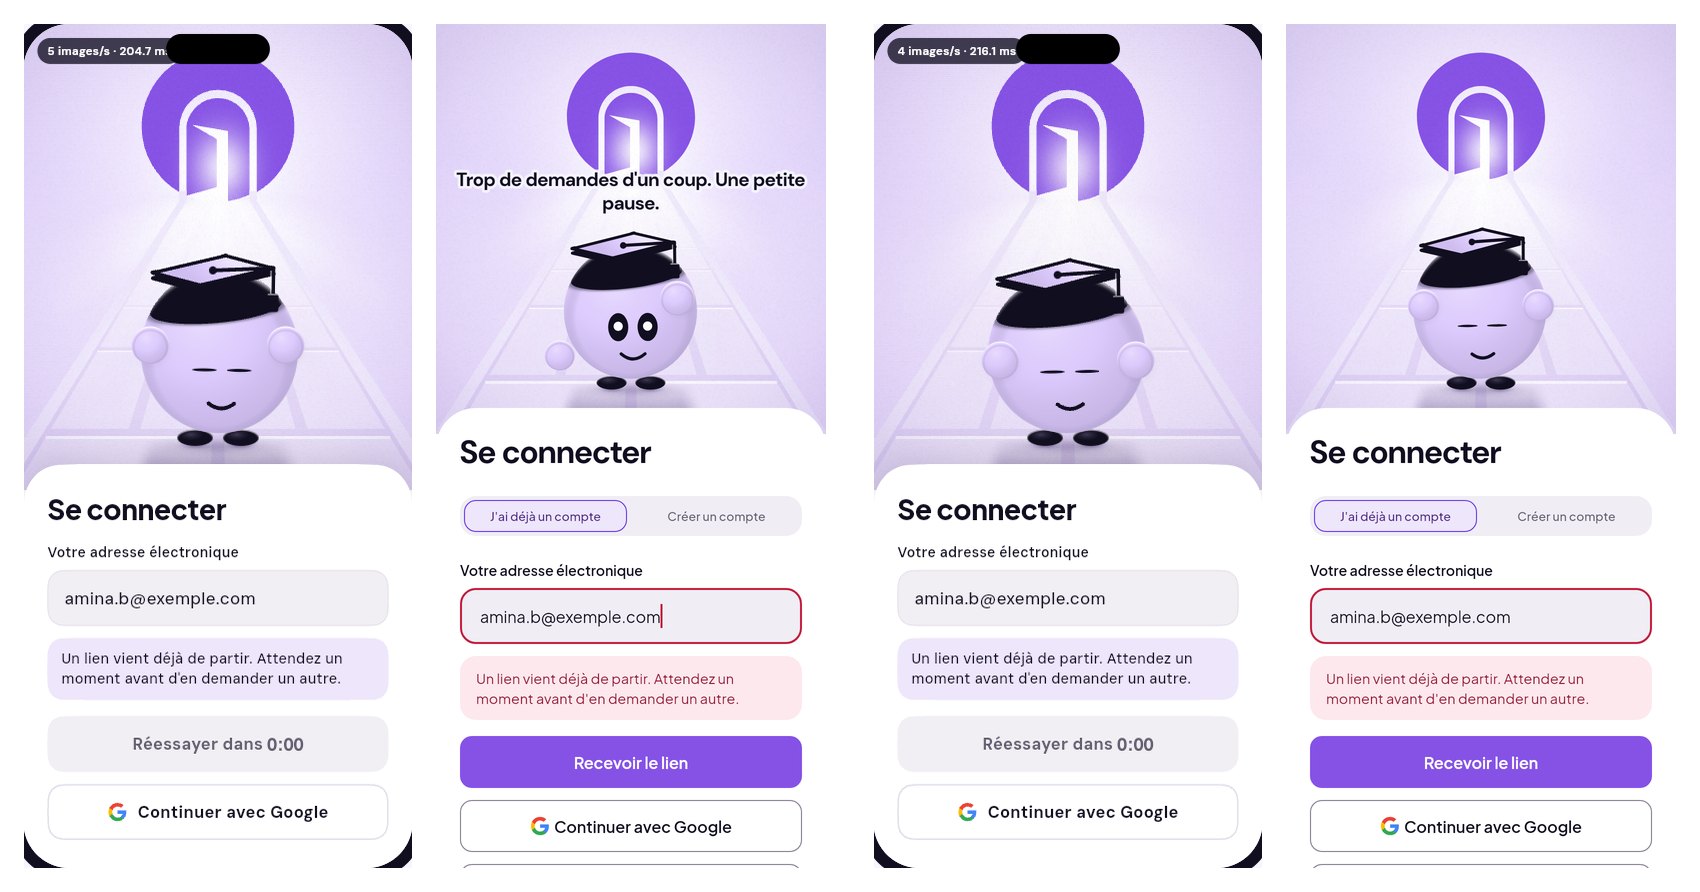 5 images/s · 204.7 m
Se connecter
Votre adresse électronique
amina.b@exemple.com
Un lien vient déjà de partir. Attendez un
moment avant d'en demander un autre.
Réessayer dans 0:00
Continuer avec Google
Trop de demandes d'un coup. Une petite
pause.
Se connecter
J'ai déjà un compte
Créer un compte
Votre adresse électronique
amina.b@exemple.com
Un lien vient déjà de partir. Attendez un
moment avant d'en demander un autre.
Recevoir le lien
Continuer avec Google
4 images/s · 216.1 ms
Se connecter
Votre adresse électronique
amina.b@exemple.com
Un lien vient déjà de partir. Attendez un
moment avant d'en demander un autre.
Réessayer dans 0:00
Continuer avec Google
Se connecter
J'ai déjà un compte
Créer un compte
Votre adresse électronique
amina.b@exemple.com
Un lien vient déjà de partir. Attendez un
moment avant d'en demander un autre.
Recevoir le lien
Continuer avec Google